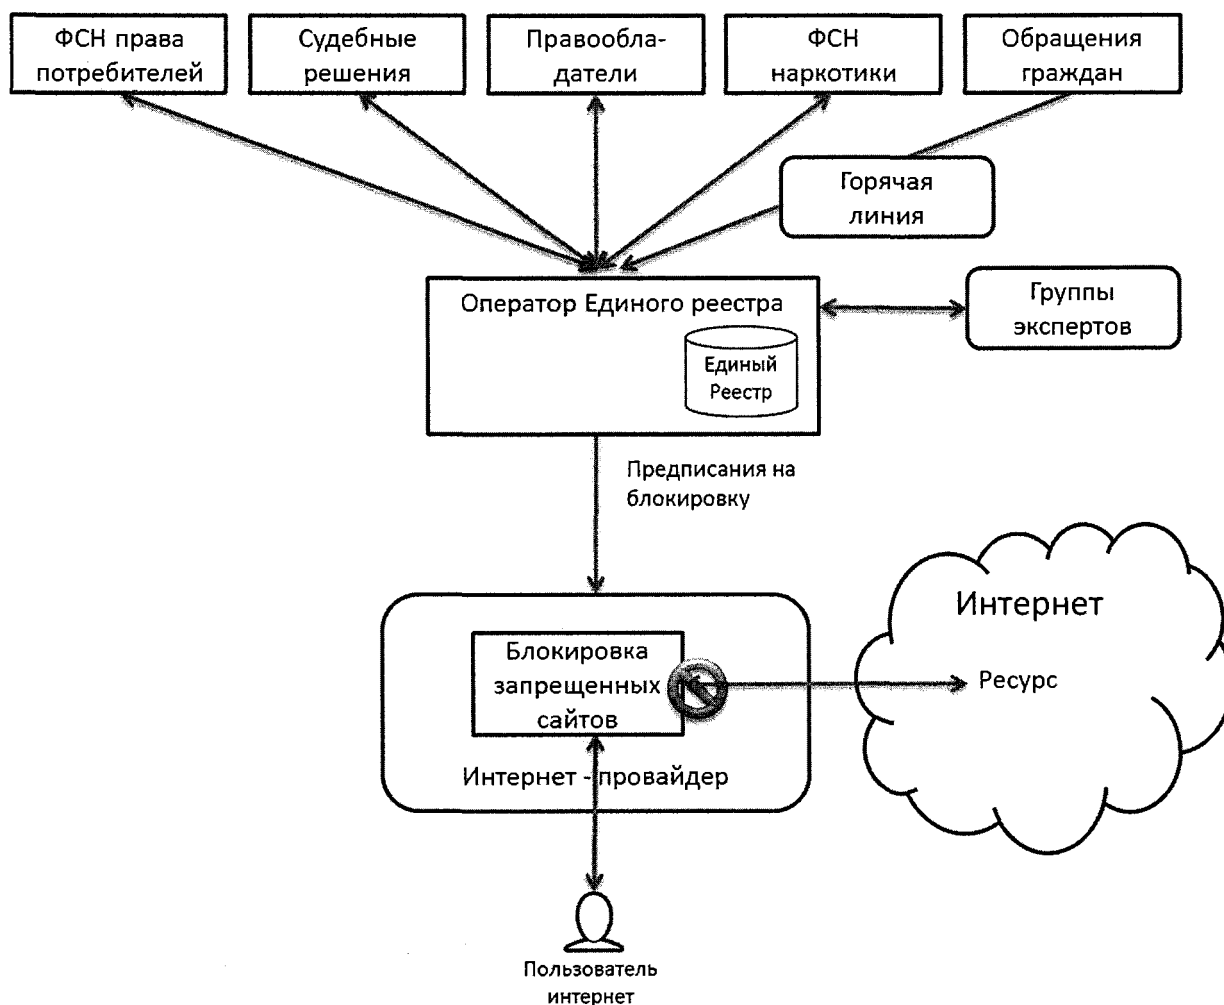 ФСН права
потребителей
Судебные
решения
Правообла-
датели
ФСН
наркотики
Обращения
граждан
Горячая
линия
Оператор Единого реестра
Единый
Реестр
Группы
экспертов
Предписания на
блокировку
Интернет
Ресурс
Блокировка
запрещенных
сайтов
Интернет - провайдер
Пользователь
интернет